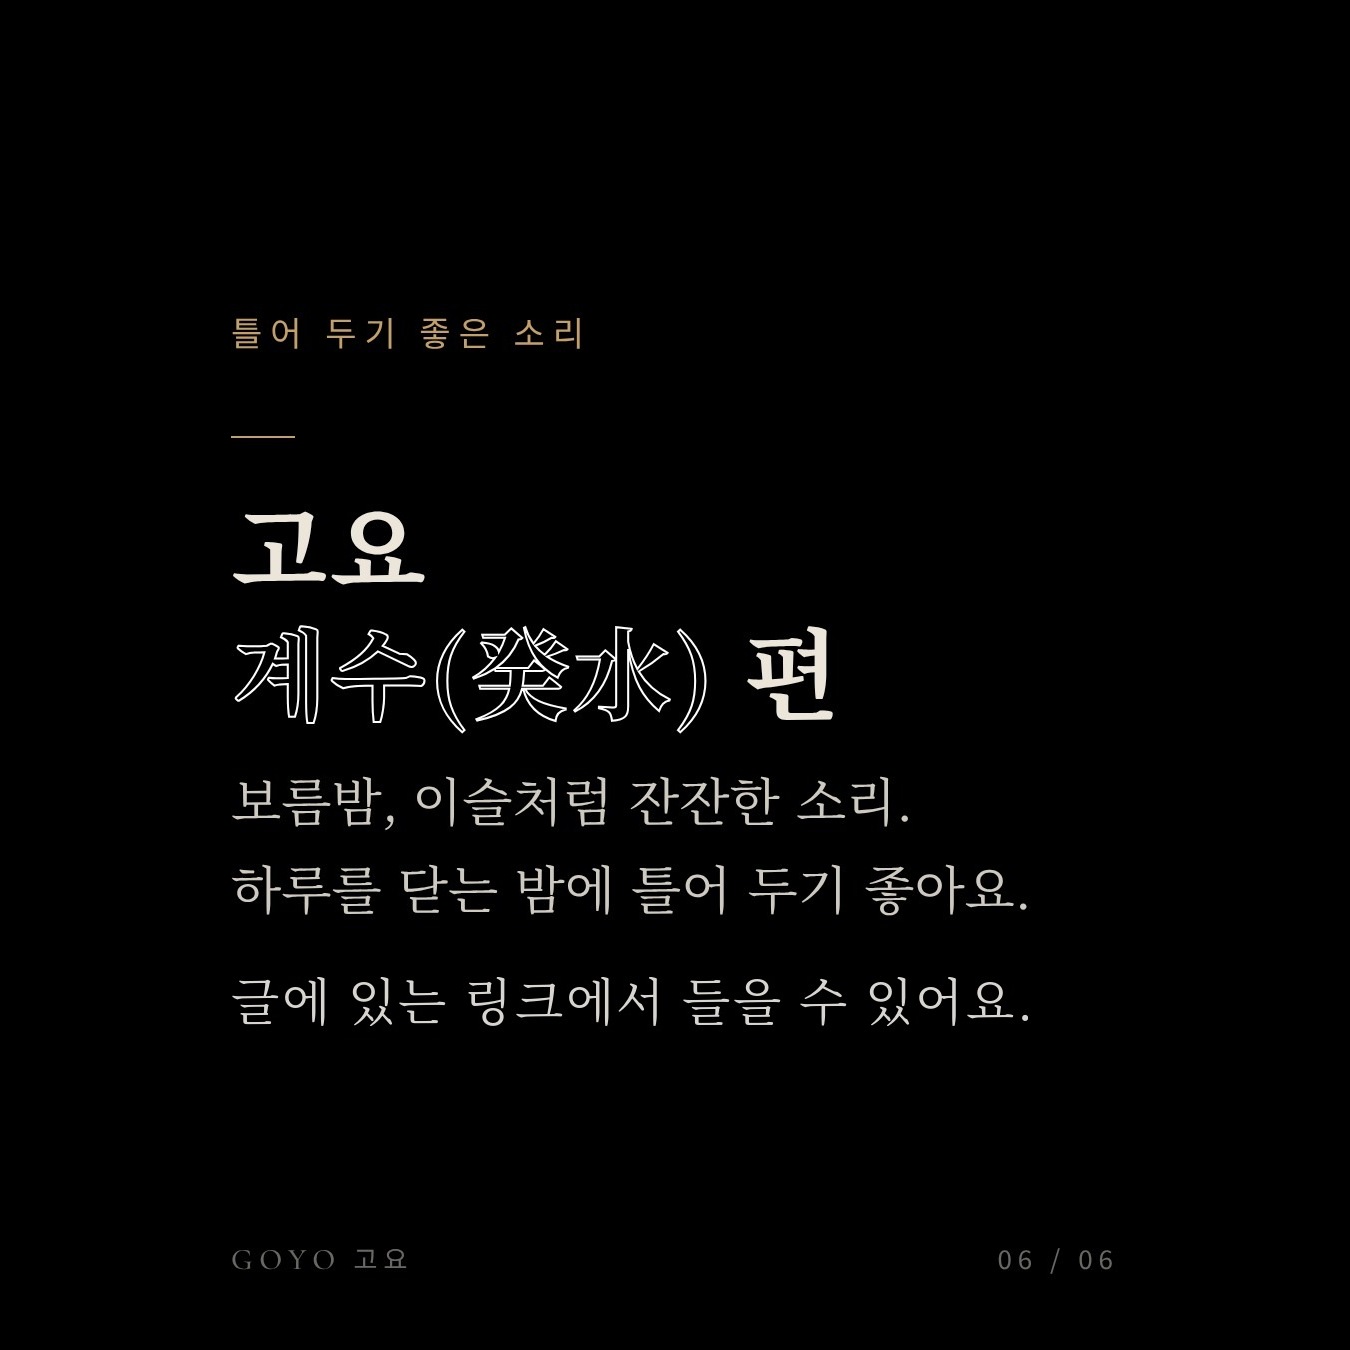 틀어 두기 좋은 소리
고요
계수(癸水) 편
보름밤, 이슬처럼 잔잔한 소리.
하루를 닫는 밤에 틀어 두기 좋아요.
글에 있는 링크에서 들을 수 있어요.
GOYO 고요
06 / 06